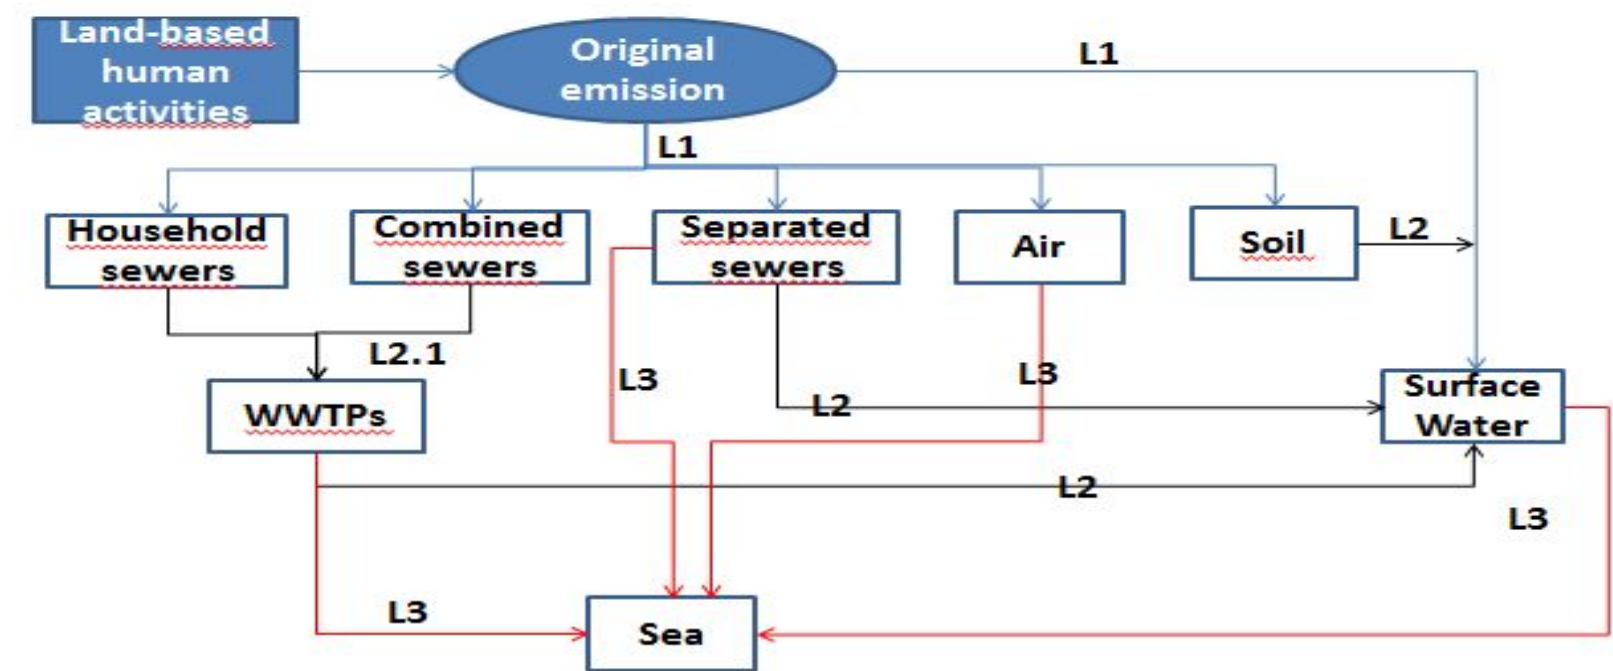 Land-based
human
activities
Original
emission
L1
L1
Household
sewers
Combined
sewers
Separated
sewers
Air
Soil
L2
L2.1
L3
L3
L2
WWTPs
Surface
Water
L2
L3
L3
Sea